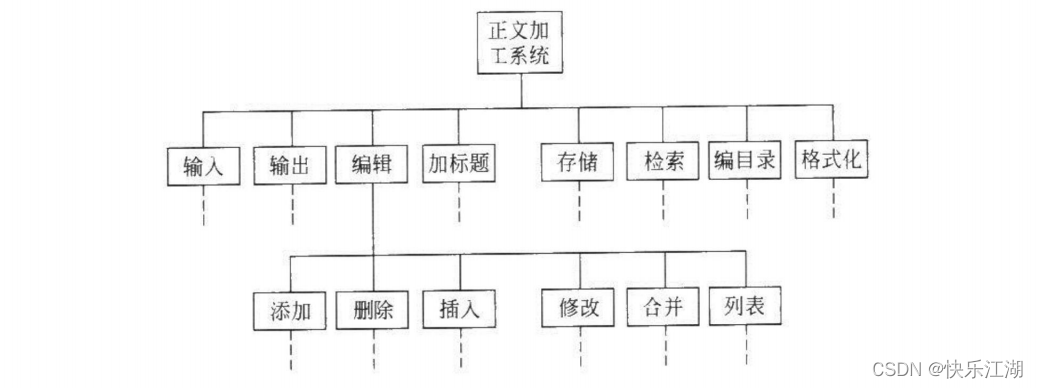 正文加
工系统
输入 输出 编辑 加标题 存储 检索 编目录 格式化
添加 删除 插入 修改 合并 列表
CSDN @快乐江湖